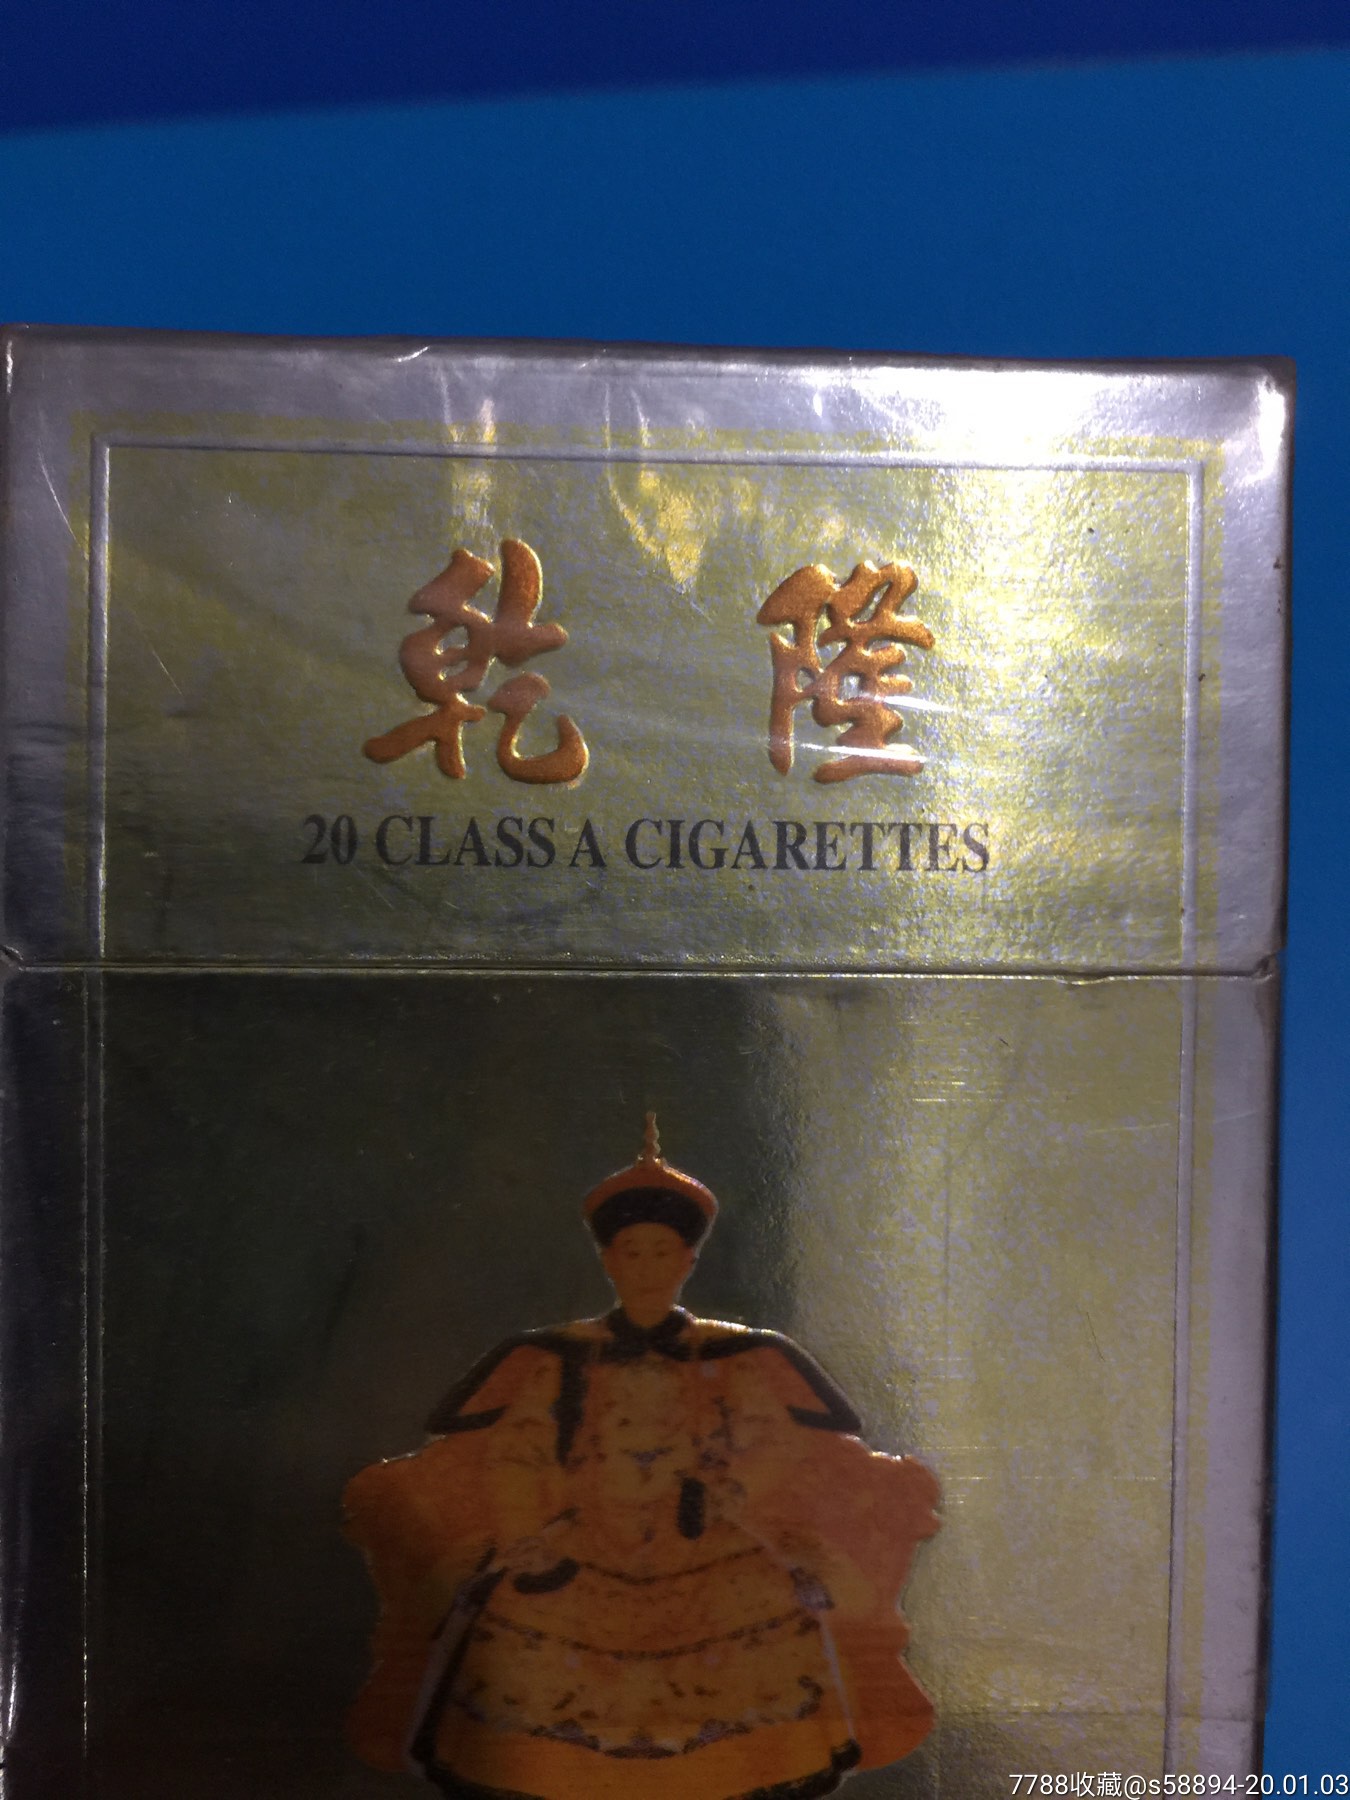 乾隆
20 CLASS A CIGARETTES
7788收藏@s58894-20.01.03